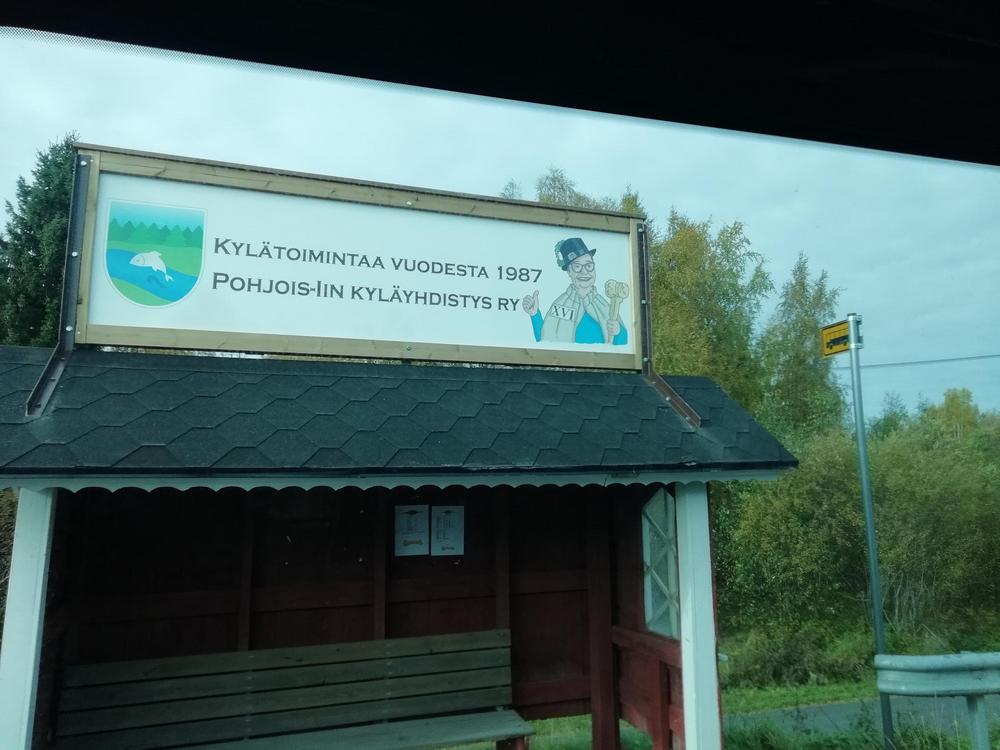 Kylätoimintaa vuodesta 1987
Pohjois-Iin kyläyhdistys ry
XVI